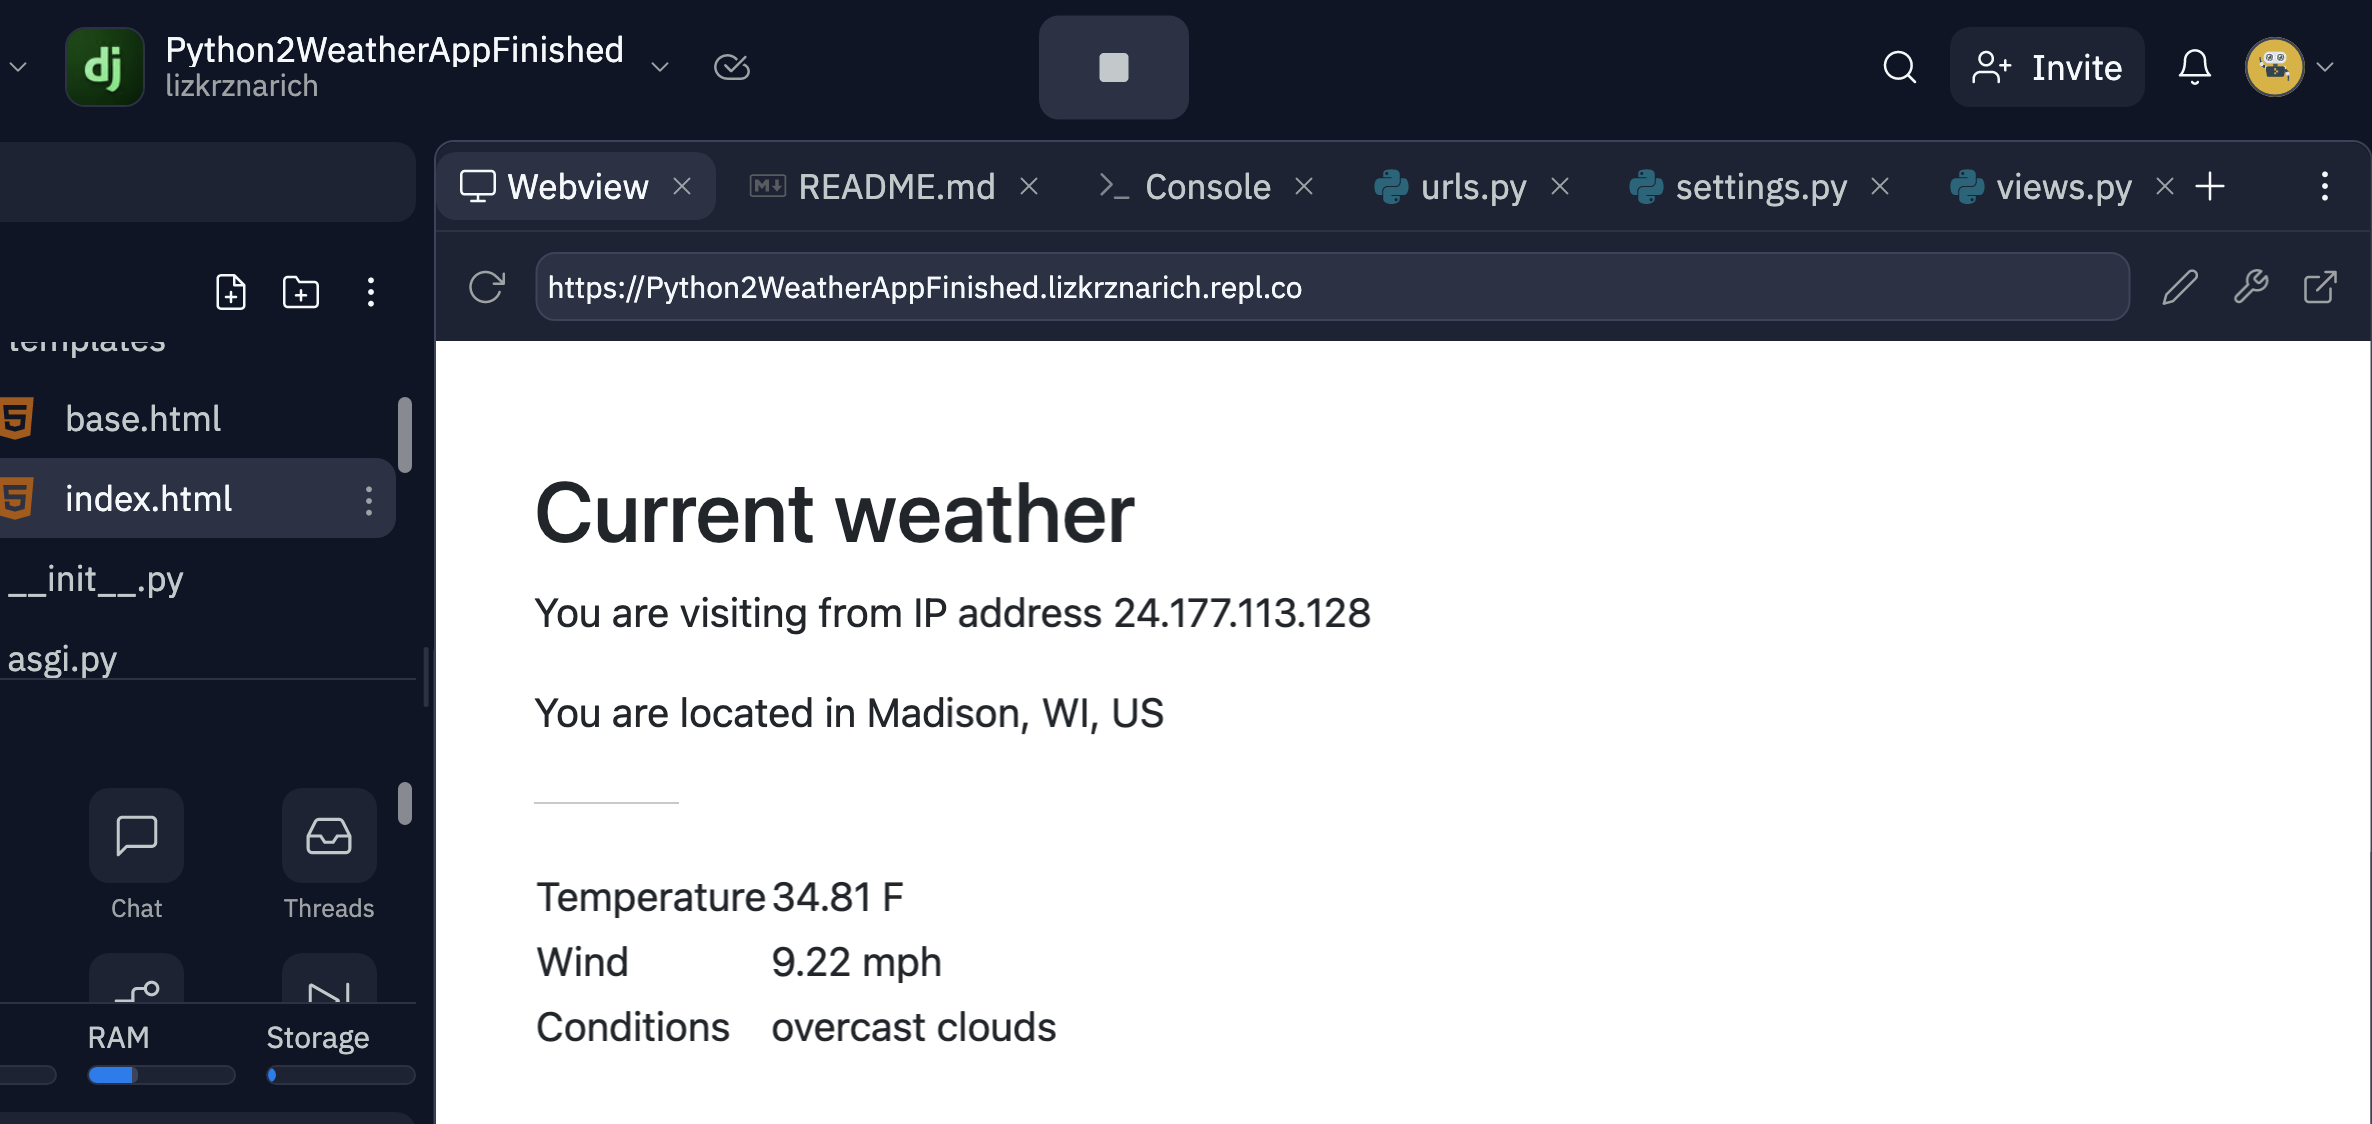 dj
Python2WeatherAppFinished
lizkrznarich
Invite
Webview README.md >_ Console urls.py settings.py views.py
https://Python2WeatherAppFinished.lizkrznarich.repl.co
templates
base.html
index.html
__init__.py
asgi.py
Chat Threads
RAM Storage
Current weather
You are visiting from IP address 24.177.113.128
You are located in Madison, WI, US
Temperature 34.81 F
Wind 9.22 mph
Conditions overcast clouds